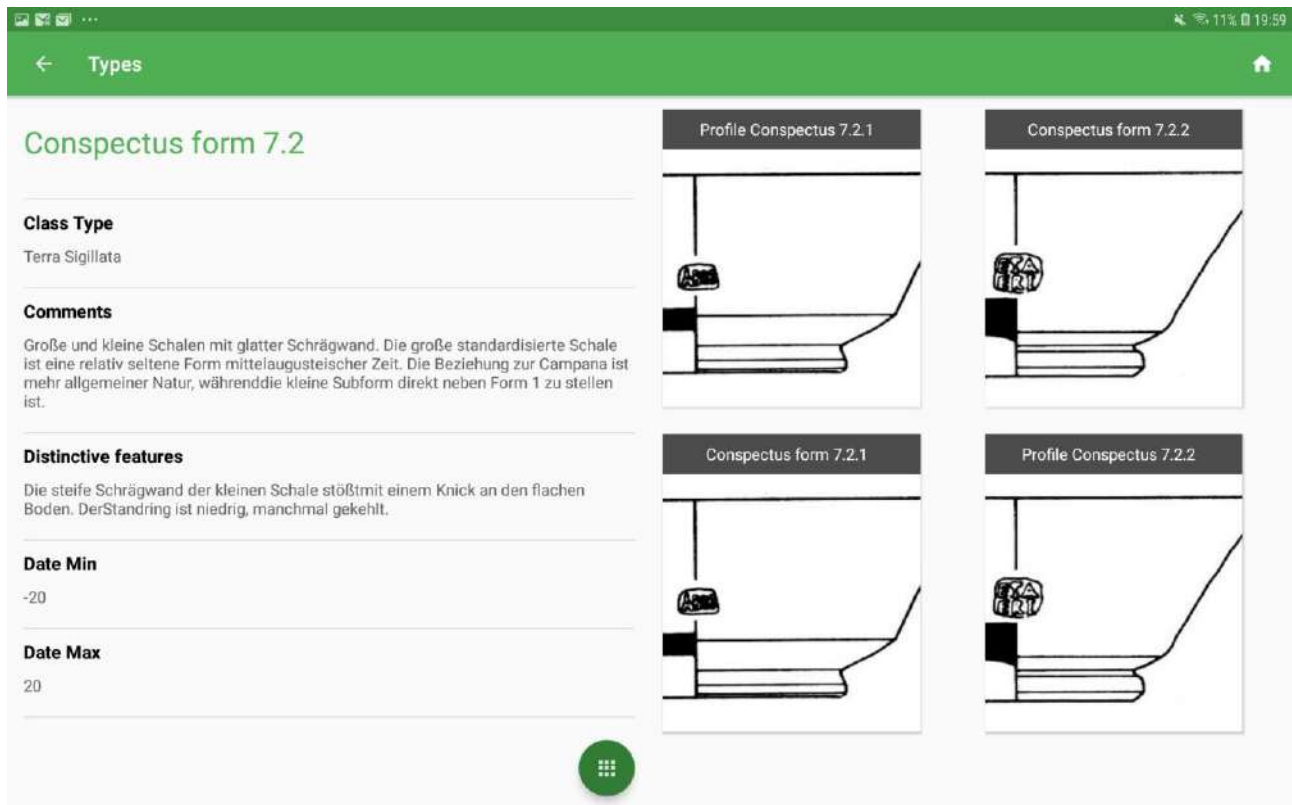 11% 19:59
Types
Conspectus form 7.2
Class Type
Terra Sigillata
Comments
Große und kleine Schalen mit glatter Schrägwand. Die große standardisierte Schale
ist eine relativ seltene Form mittelaugusteischer Zeit. Die Beziehung zur Campana ist
mehr allgemeiner Natur, währenddie kleine Subform direkt neben Form 1 zu stellen
ist.
Distinctive features
Die steife Schrägwand der kleinen Schale stößtmit einem Knick an den flachen
Boden. DerStandring ist niedrig, manchmal gekehlt.
Date Min
-20
Date Max
20
Profile Conspectus 7.2.1
Conspectus form 7.2.2
Conspectus form 7.2.1
Profile Conspectus 7.2.2